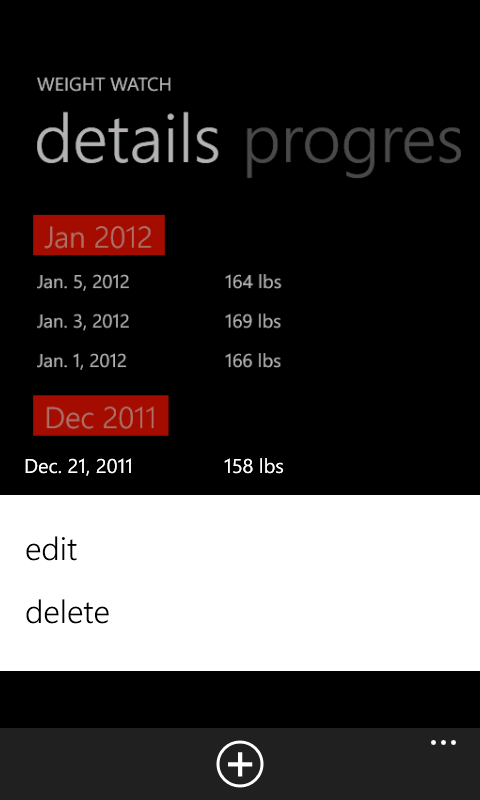 WEIGHT WATCH
details progres
Jan 2012
Jan. 5, 2012 164 lbs
Jan. 3, 2012 169 lbs
Jan. 1, 2012 166 lbs
Dec 2011
Dec. 21, 2011 158 lbs
edit
delete